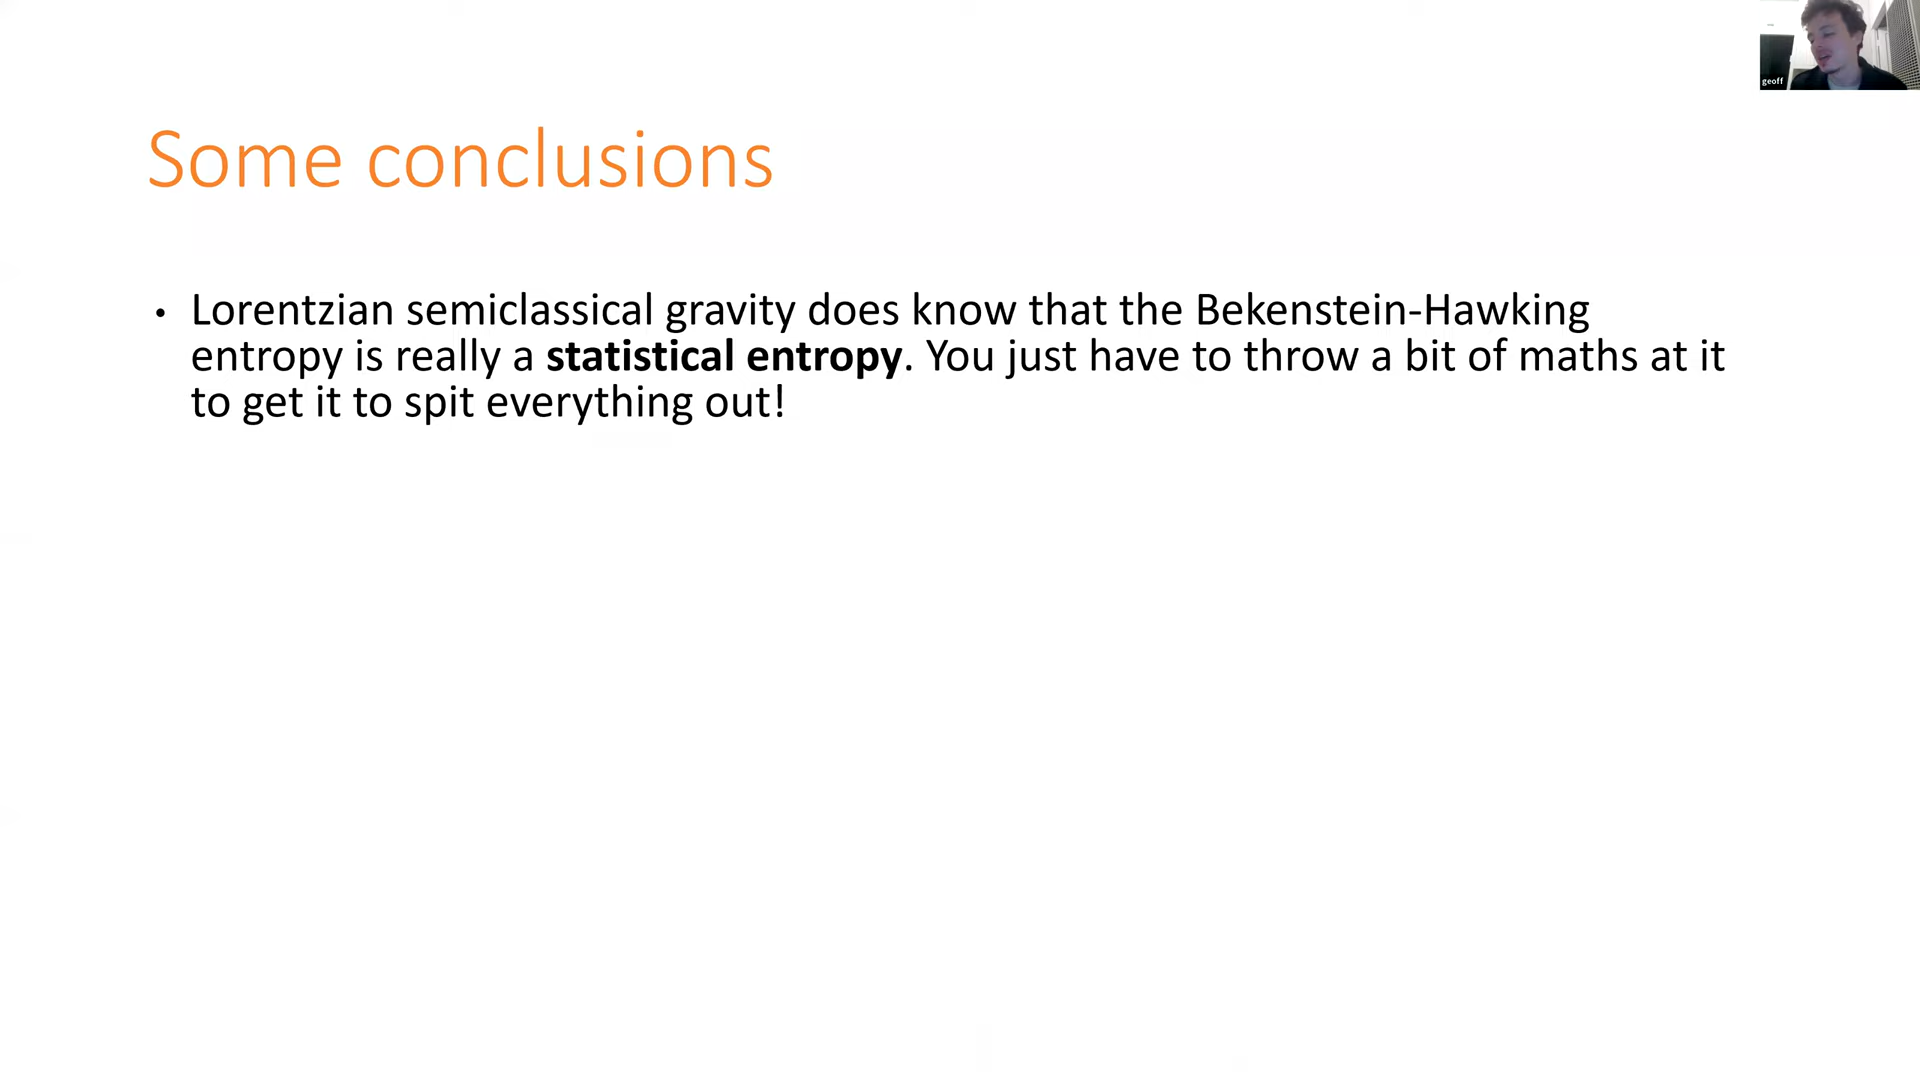 geoff
Some conclusions
• Lorentzian semiclassical gravity does know that the Bekenstein-Hawking
entropy is really a statistical entropy. You just have to throw a bit of maths at it
to get it to spit everything out!